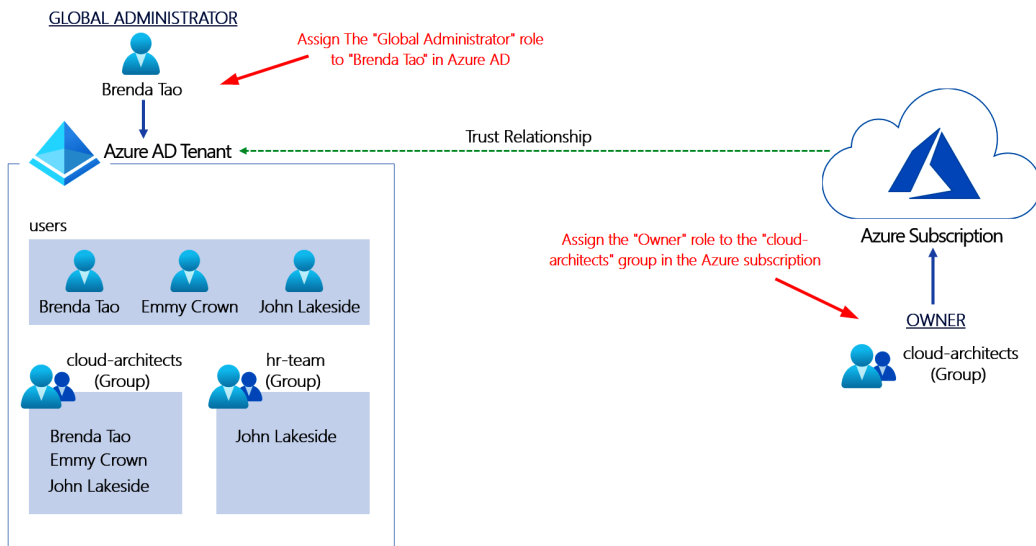 GLOBAL ADMINISTRATOR
Assign The "Global Administrator" role
to "Brenda Tao" in Azure AD
Brenda Tao
Azure AD Tenant
Trust Relationship
users
Brenda Tao
Emmy Crown
John Lakeside
Azure Subscription
Assign the "Owner" role to the "cloud-
architects" group in the Azure subscription
OWNER
cloud-architects
(Group)
cloud-architects
(Group)
Brenda Tao
Emmy Crown
John Lakeside
hr-team
(Group)
John Lakeside